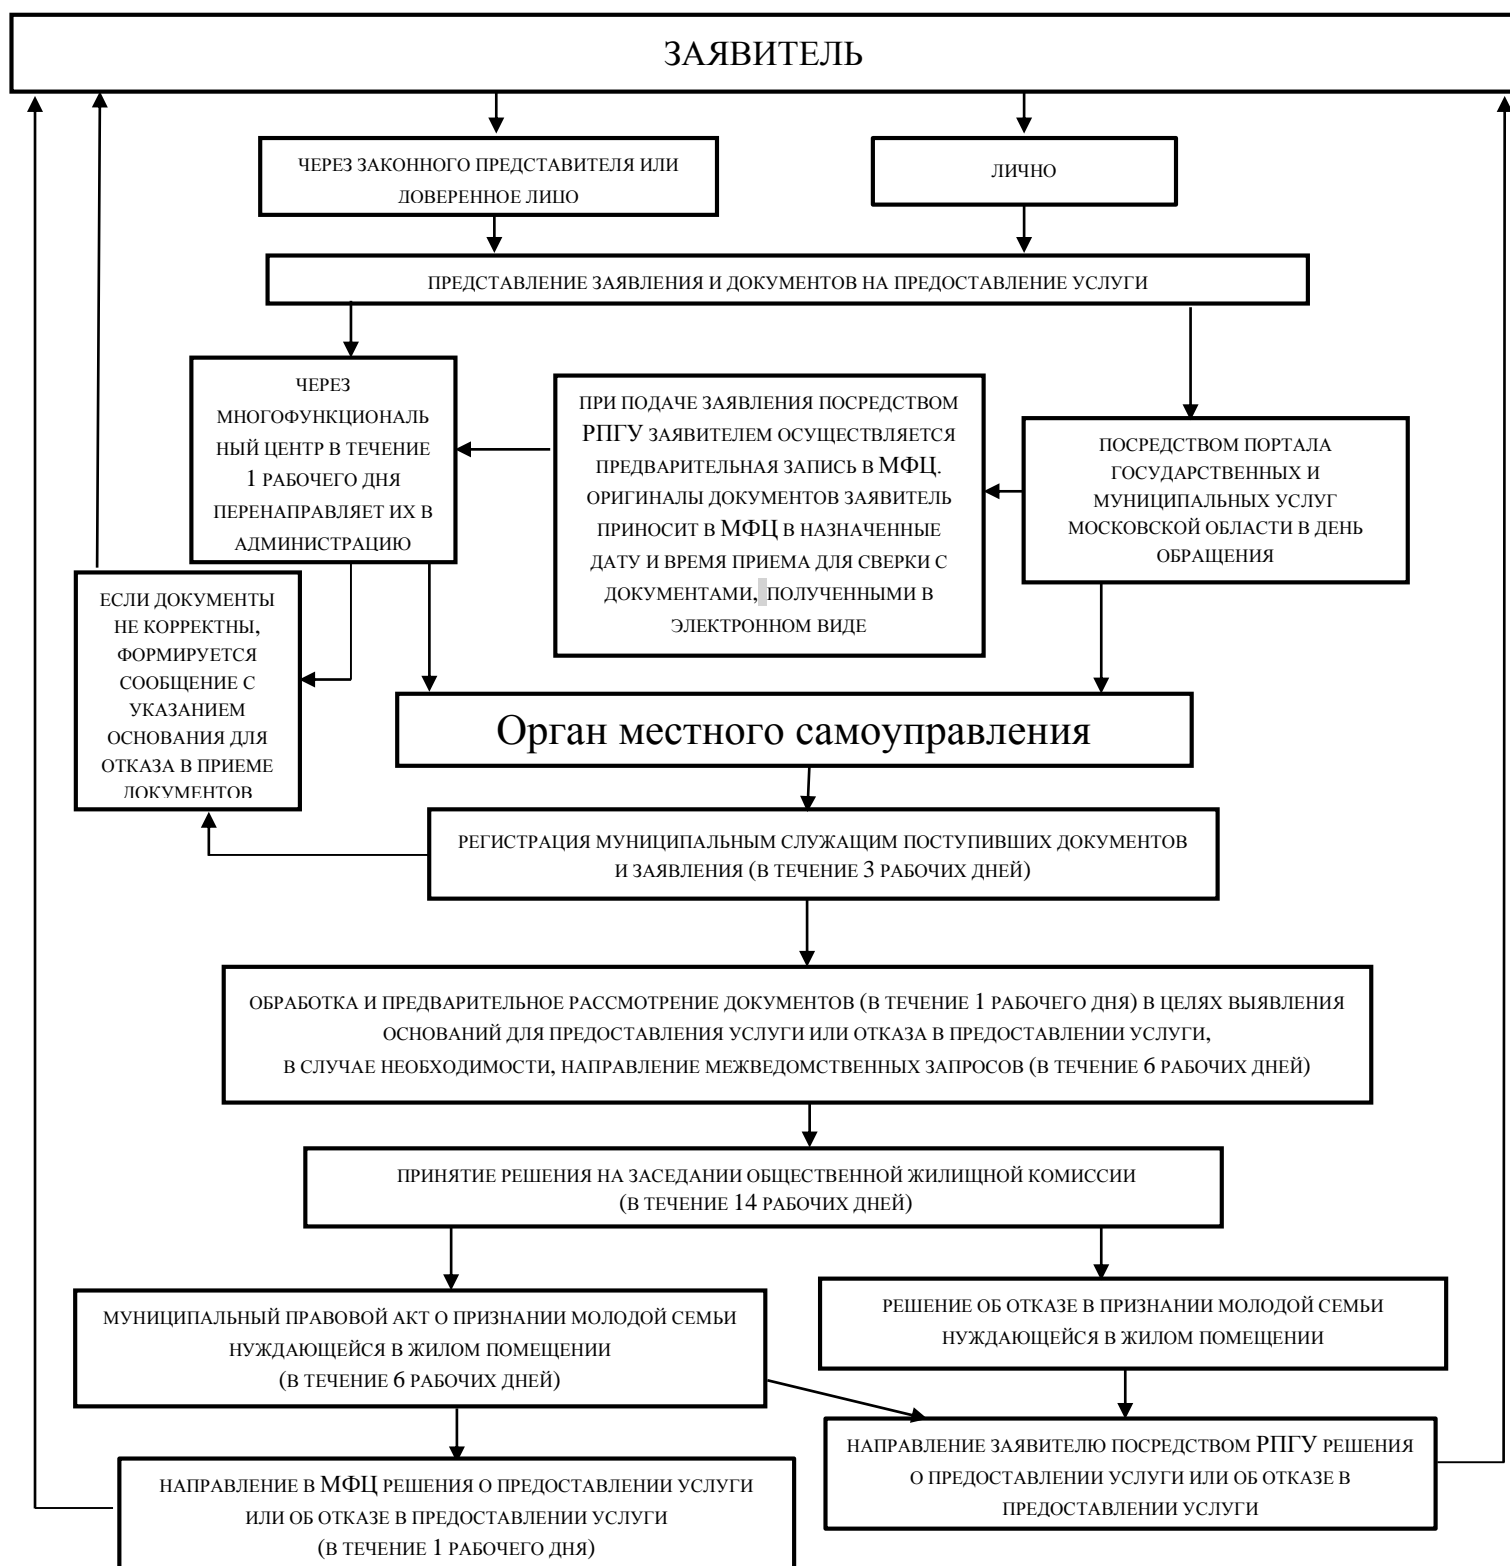 ЗАЯВИТЕЛЬ
ЧЕРЕЗ ЗАКОННОГО ПРЕДСТАВИТЕЛЯ ИЛИ
ДОВЕРЕННОЕ ЛИЦО
ЛИЧНО
ПРЕДСТАВЛЕНИЕ ЗАЯВЛЕНИЯ И ДОКУМЕНТОВ НА ПРЕДОСТАВЛЕНИЕ УСЛУГИ
ЧЕРЕЗ
МНОГОФУНКЦИОНАЛЬ
НЫЙ ЦЕНТР В ТЕЧЕНИЕ
1 РАБОЧЕГО ДНЯ
ПЕРЕНАПРАВЛЯЕТ ИХ В
АДМИНИСТРАЦИЮ
ПРИ ПОДАЧЕ ЗАЯВЛЕНИЯ ПОСРЕДСТВОМ
РПГУ ЗАЯВИТЕЛЕМ ОСУЩЕСТВЛЯЕТСЯ
ПРЕДВАРИТЕЛЬНАЯ ЗАПИСЬ В МФЦ.
ОРИГИНАЛЫ ДОКУМЕНТОВ ЗАЯВИТЕЛЬ
ПРИНОСИТ В МФЦ В НАЗНАЧЕННЫЕ
ДАТУ И ВРЕМЯ ПРИЕМА ДЛЯ СВЕРКИ С
ДОКУМЕНТАМИ, ПОЛУЧЕННЫМИ В
ЭЛЕКТРОННОМ ВИДЕ
ПОСРЕДСТВОМ ПОРТАЛА
ГОСУДАРСТВЕННЫХ И
МУНИЦИПАЛЬНЫХ УСЛУГ
МОСКОВСКОЙ ОБЛАСТИ В ДЕНЬ
ОБРАЩЕНИЯ
ЕСЛИ ДОКУМЕНТЫ
НЕ КОРРЕКТНЫ,
ФОРМИРУЕТСЯ
СООБЩЕНИЕ С
УКАЗАНИЕМ
ОСНОВАНИЯ ДЛЯ
ОТКАЗА В ПРИЕМЕ
ДОКУМЕНТОВ
Орган местного самоуправления
РЕГИСТРАЦИЯ МУНИЦИПАЛЬНЫМ СЛУЖАЩИМ ПОСТУПИВШИХ ДОКУМЕНТОВ
И ЗАЯВЛЕНИЯ (В ТЕЧЕНИЕ 3 РАБОЧИХ ДНЕЙ)
ОБРАБОТКА И ПРЕДВАРИТЕЛЬНОЕ РАССМОТРЕНИЕ ДОКУМЕНТОВ (В ТЕЧЕНИЕ 1 РАБОЧЕГО ДНЯ) В ЦЕЛЯХ ВЫЯВЛЕНИЯ
ОСНОВАНИЙ ДЛЯ ПРЕДОСТАВЛЕНИЯ УСЛУГИ ИЛИ ОТКАЗА В ПРЕДОСТАВЛЕНИИ УСЛУГИ,
В СЛУЧАЕ НЕОБХОДИМОСТИ, НАПРАВЛЕНИЕ МЕЖВЕДОМСТВЕННЫХ ЗАПРОСОВ (В ТЕЧЕНИЕ 6 РАБОЧИХ ДНЕЙ)
ПРИНЯТИЕ РЕШЕНИЯ НА ЗАСЕДАНИИ ОБЩЕСТВЕННОЙ ЖИЛИЩНОЙ КОМИССИИ
(В ТЕЧЕНИЕ 14 РАБОЧИХ ДНЕЙ)
МУНИЦИПАЛЬНЫЙ ПРАВОВОЙ АКТ О ПРИЗНАНИИ МОЛОДОЙ СЕМЬИ
НУЖДАЮЩЕЙСЯ В ЖИЛОМ ПОМЕЩЕНИИ
(В ТЕЧЕНИЕ 6 РАБОЧИХ ДНЕЙ)
РЕШЕНИЕ ОБ ОТКАЗЕ В ПРИЗНАНИИ МОЛОДОЙ СЕМЬИ
НУЖДАЮЩЕЙСЯ В ЖИЛОМ ПОМЕЩЕНИИ
НАПРАВЛЕНИЕ В МФЦ РЕШЕНИЯ О ПРЕДОСТАВЛЕНИИ УСЛУГИ
ИЛИ ОБ ОТКАЗЕ В ПРЕДОСТАВЛЕНИИ УСЛУГИ
(В ТЕЧЕНИЕ 1 РАБОЧЕГО ДНЯ)
НАПРАВЛЕНИЕ ЗАЯВИТЕЛЮ ПОСРЕДСТВОМ РПГУ РЕШЕНИЯ
О ПРЕДОСТАВЛЕНИИ УСЛУГИ ИЛИ ОБ ОТКАЗЕ В
ПРЕДОСТАВЛЕНИИ УСЛУГИ